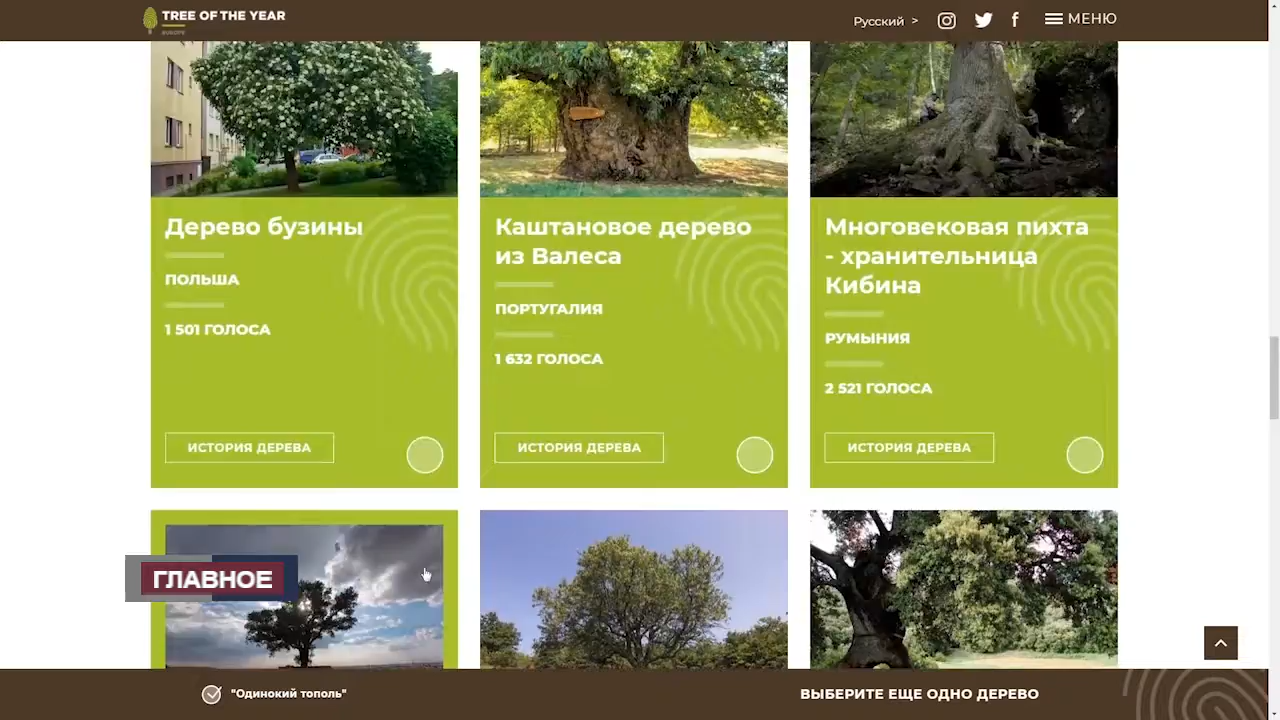 TREE OF THE YEAR
EUROPE
Русский >
МЕНЮ
Дерево бузины
ПОЛЬША
1 501 ГОЛОСА
ИСТОРИЯ ДЕРЕВА
Каштановое дерево
из Валеса
ПОРТУГАЛИЯ
1 632 ГОЛОСА
ИСТОРИЯ ДЕРЕВА
Многовековая пихта
- хранительница
Кибина
РУМЫНИЯ
2 521 ГОЛОСА
ИСТОРИЯ ДЕРЕВА
ГЛАВНОЕ
"Одинокий тополь"
ВЫБЕРИТЕ ЕЩЕ ОДНО ДЕРЕВО